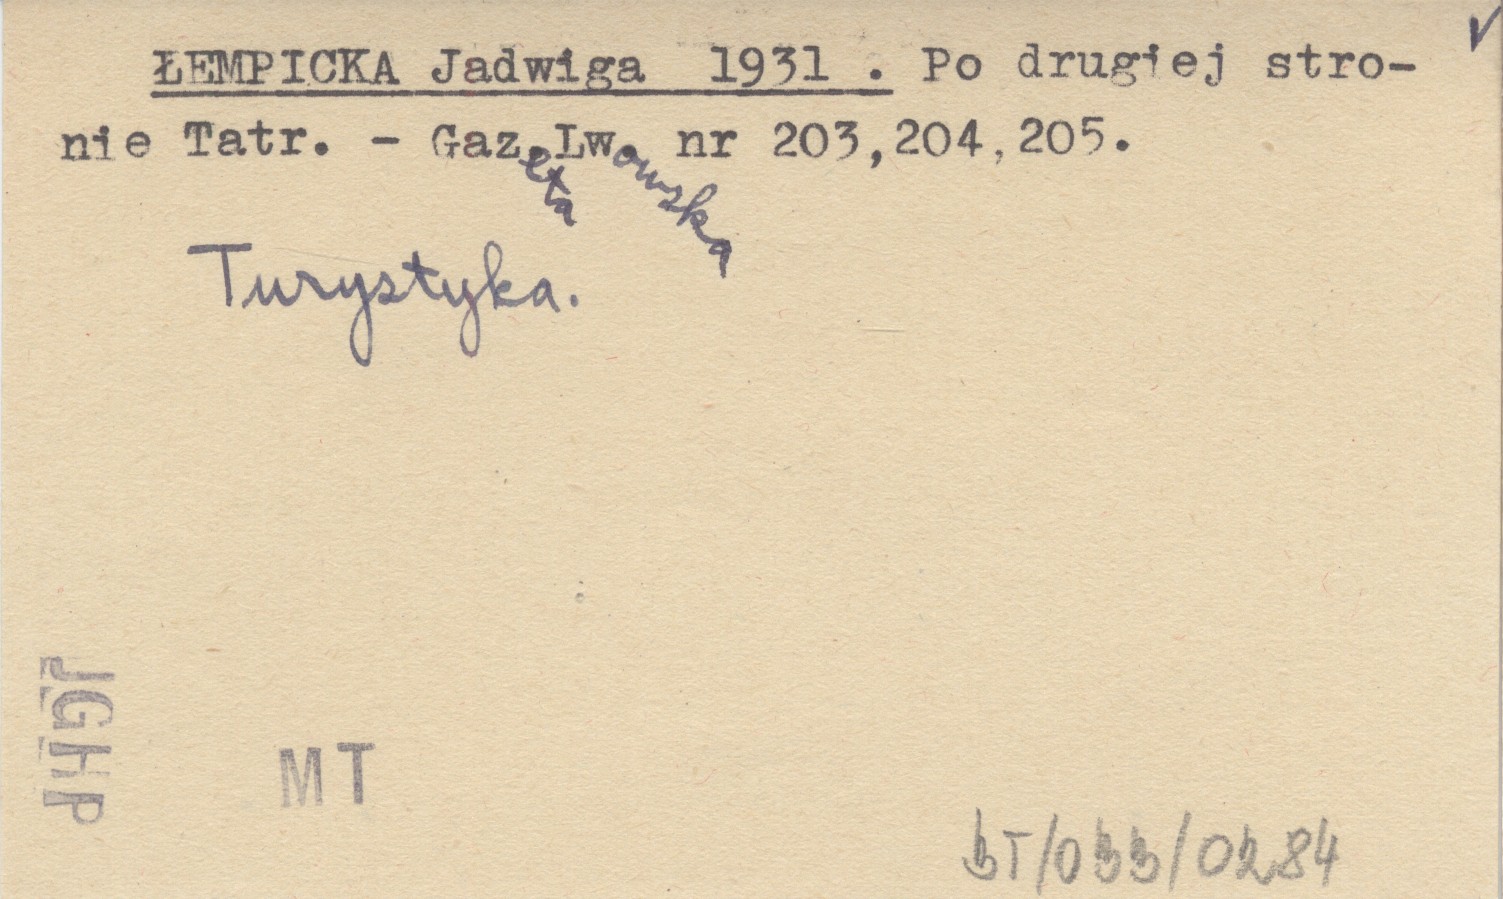 ŁEMPICKA Jadwiga 1931 . Po drugiej stro-
nie Tatr. - Gaz.Lw. nr 203,204,205.
eta owska
Turystyka.
JGHP
MT
BT/033/0284